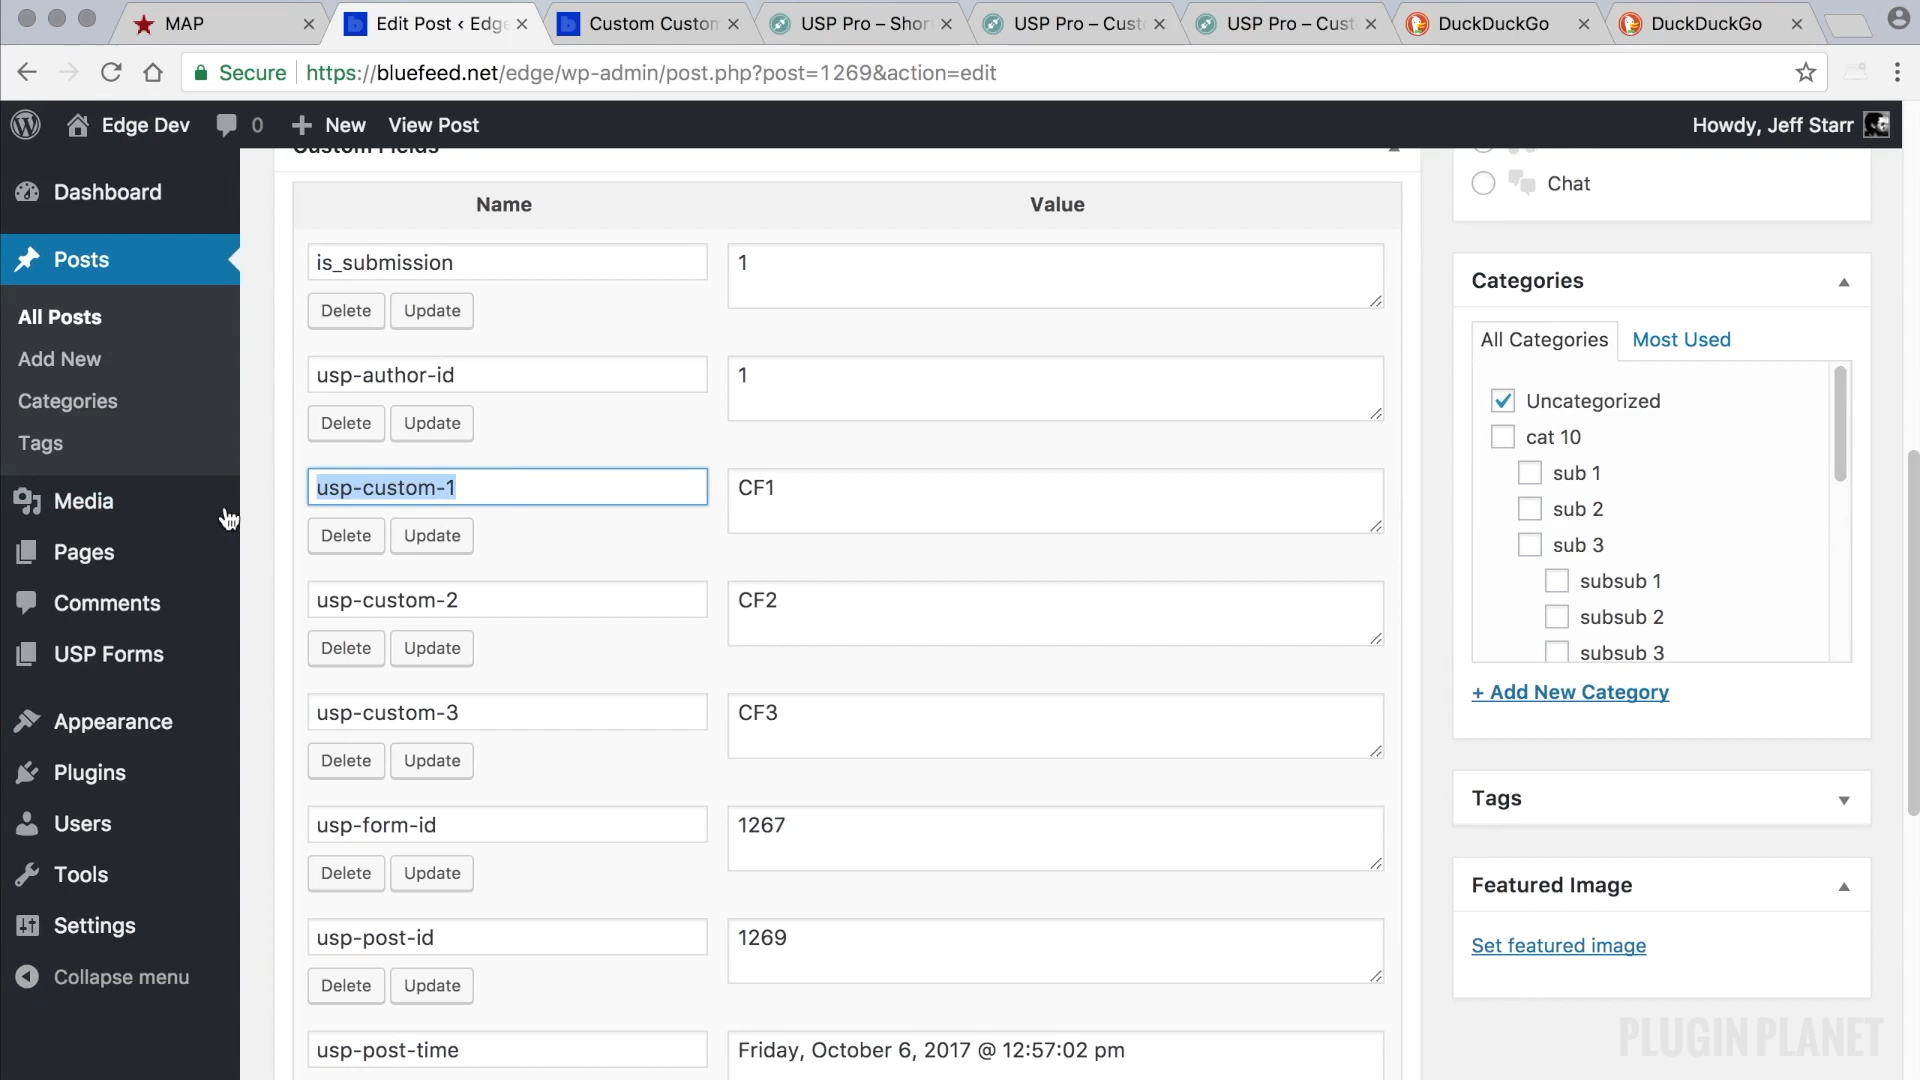 MAP
Edit Post ‹ Edge
Custom Custom
USP Pro – Shor
USP Pro – Cust
USP Pro – Cust
DuckDuckGo
DuckDuckGo
Secure
https://bluefeed.net/edge/wp-admin/post.php?post=1269&action=edit
Edge Dev
0
New
View Post
Howdy, Jeff Starr
Dashboard
Posts
All Posts
Add New
Categories
Tags
Media
Pages
Comments
USP Forms
Appearance
Plugins
Users
Tools
Settings
Collapse menu
Custom Fields
Name
Value
is_submission
1
Delete
Update
usp-author-id
1
Delete
Update
usp-custom-1
CF1
Delete
Update
usp-custom-2
CF2
Delete
Update
usp-custom-3
CF3
Delete
Update
usp-form-id
1267
Delete
Update
usp-post-id
1269
Delete
Update
usp-post-time
Friday, October 6, 2017 @ 12:57:02 pm
Chat
Categories
All Categories
Most Used
Uncategorized
cat 10
sub 1
sub 2
sub 3
subsub 1
subsub 2
subsub 3
+ Add New Category
Tags
Featured Image
Set featured image
PLUGIN PLANET